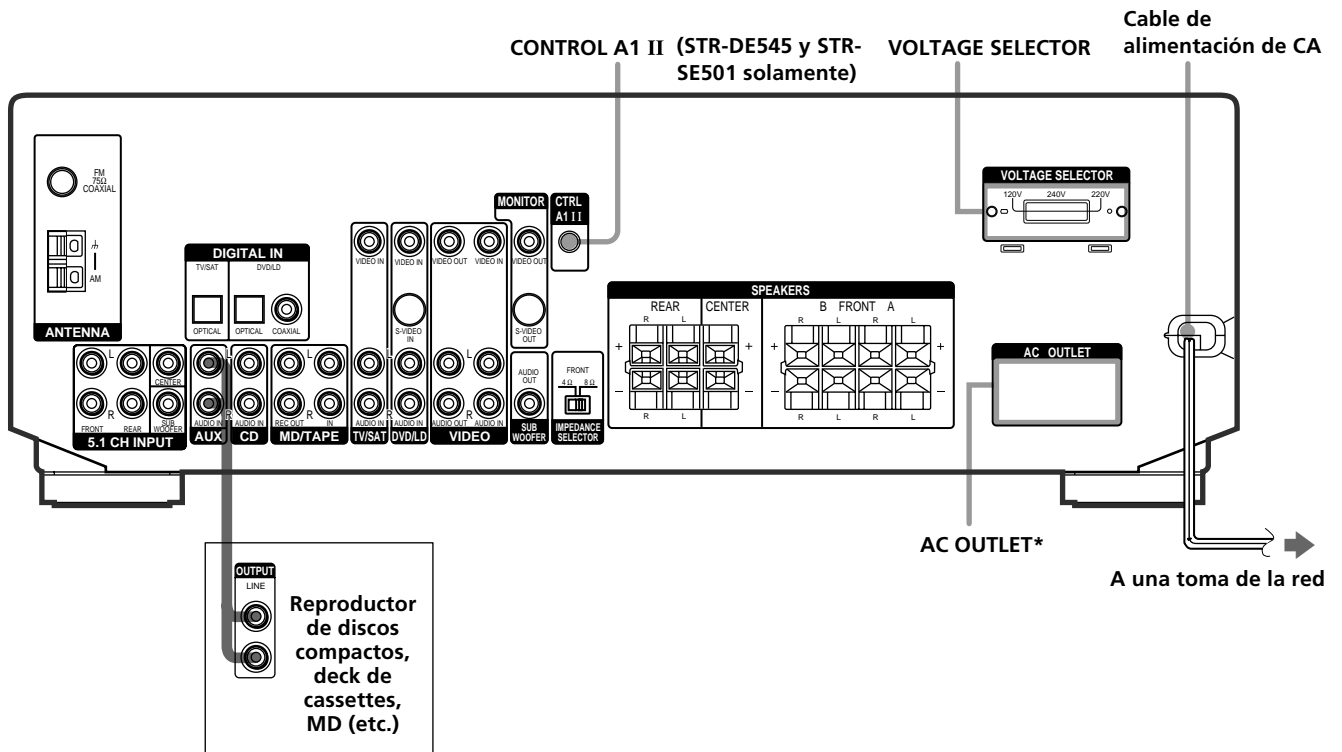 CONTROL A1 II (STR-DE545 y STR-
SE501 solamente)
VOLTAGE SELECTOR
Cable de
alimentación de CA
FM
75Ω
COAXIAL
AM
ANTENNA
DIGITAL IN
TV/SAT
DVD/LD
OPTICAL
OPTICAL
COAXIAL
MONITOR
CTRL
A1 II
VIDEO IN
VIDEO IN
VIDEO OUT
VIDEO IN
VIDEO OUT
S-VIDEO
IN
S-VIDEO
OUT
VOLTAGE SELECTOR
120V
240V
220V
SPEAKERS
REAR
CENTER
B FRONT A
R L
R L R L
+ +
+ +
– –
– –
R L
R L R L
AC OUTLET
L
CENTER
R
FRONT
REAR
SUB
WOOFER
5.1 CH INPUT
L
R
AUDIO IN
AUX
AUDIO IN
CD
L
R
REC OUT
IN
MD/TAPE
AUDIO IN
TV/SAT
AUDIO IN
DVD/LD
L
R
AUDIO OUT
AUDIO IN
VIDEO
AUDIO
OUT
SUB
WOOFER
FRONT
4Ω 8Ω
IMPEDANCE
SELECTOR
AC OUTLET*
A una toma de la red
OUTPUT
LINE
Reproductor
de discos
compactos,
deck de
cassettes,
MD (etc.)